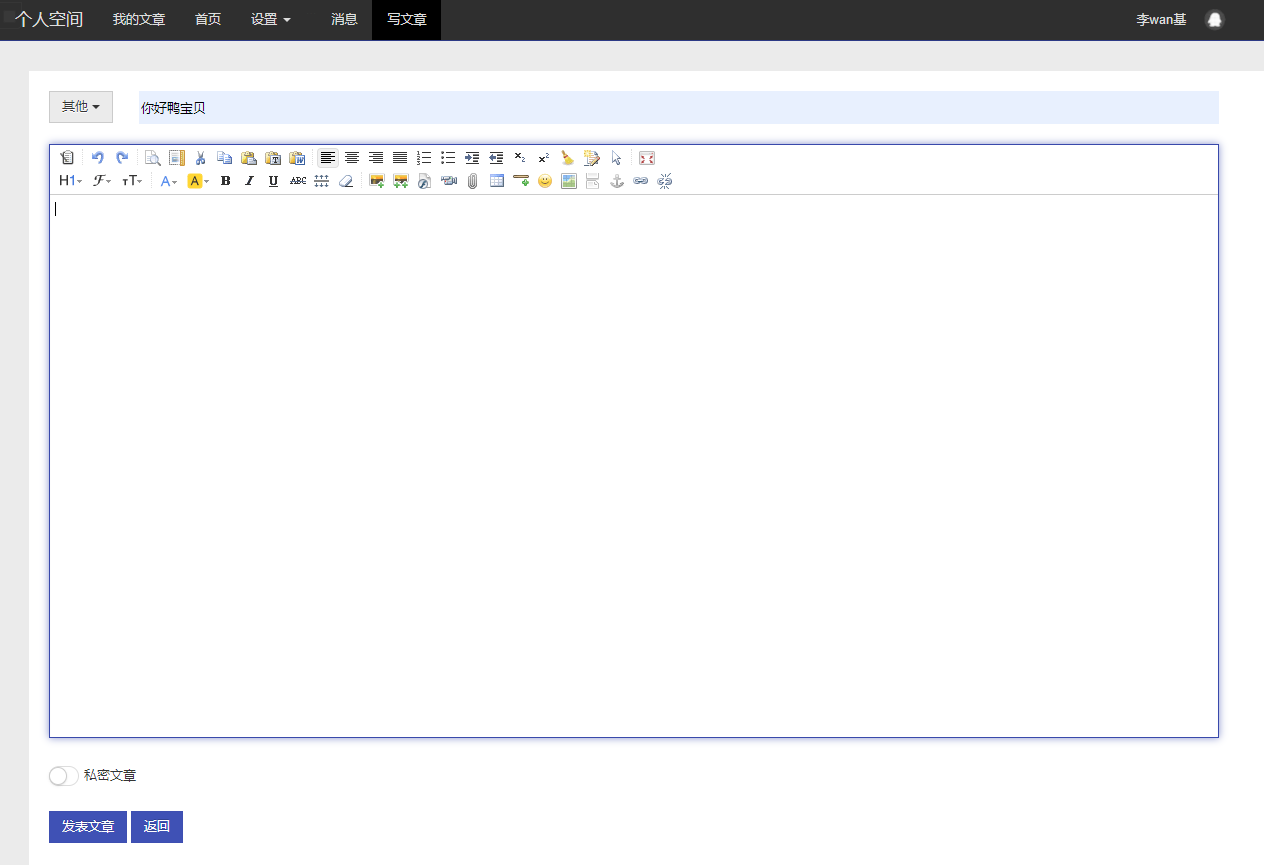 个人空间 我的文章 首页 设置 消息 写文章 李wan基
其他 你好鸭宝贝
H1 F тT A A B I U ABC
私密文章
发表文章 返回